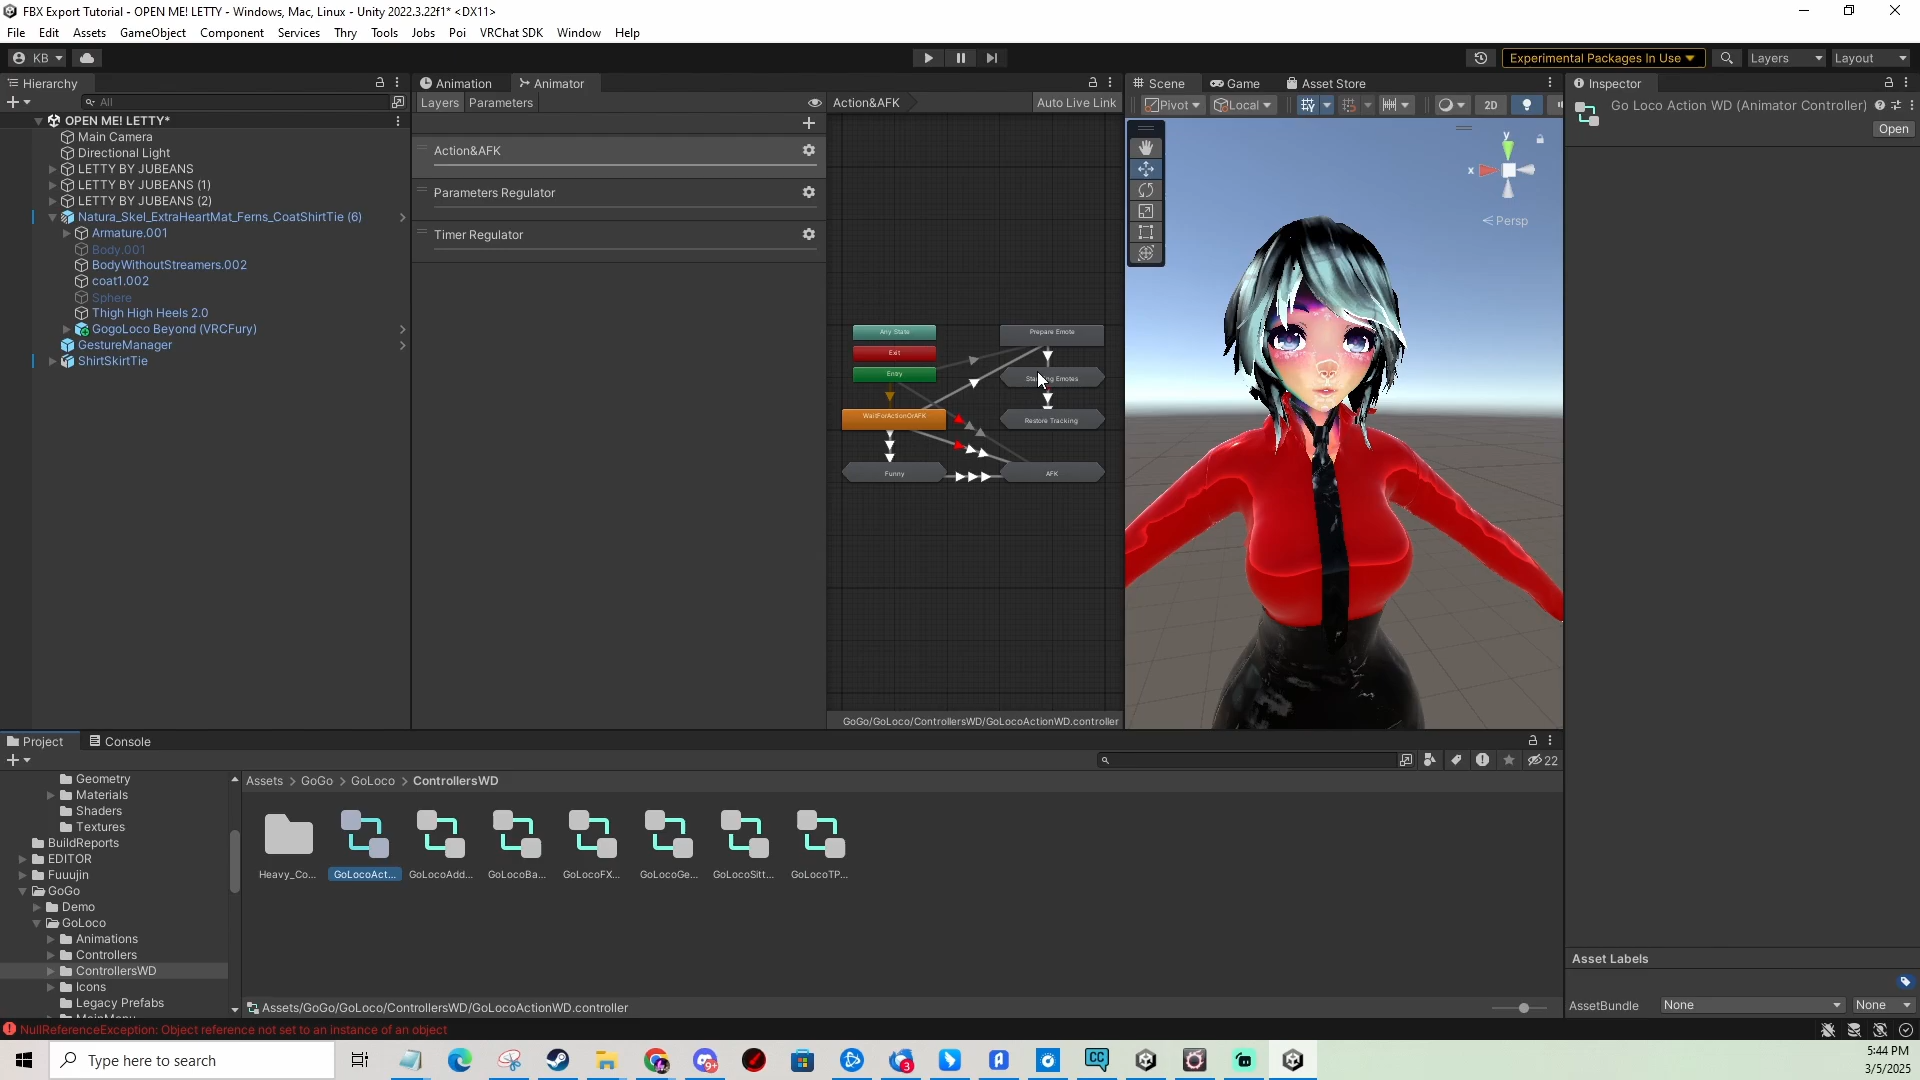 FBX Export Tutorial - OPEN ME! LETTY - Windows, Mac, Linux - Unity 2022.3.22f1* <DX11>
File Edit Assets GameObject Component Services Thry Tools Jobs Poi VRChat SDK Window Help
KB
Experimental Packages In Use
Layers
Layout
Hierarchy
All
OPEN ME! LETTY*
Main Camera
Directional Light
LETTY BY JUBEANS
LETTY BY JUBEANS (1)
LETTY BY JUBEANS (2)
Natura_Skel_ExtraHeartMat_Ferns_CoatShirtTie (6)
Armature.001
Body.001
BodyWithoutStreamers.002
coat1.002
Sphere
Thigh High Heels 2.0
GogoLoco Beyond (VRCFury)
GestureManager
ShirtSkirtTie
Animation
Animator
Layers
Parameters
Action&AFK
Parameters Regulator
Timer Regulator
Action&AFK
Auto Live Link
Any State
Exit
Entry
WaitForActionOrAFK
Funny
Prepare Emote
Restore Tracking
AFK
GoGo/GoLoco/ControllersWD/GoLocoActionWD.controller
Scene
Game
Asset Store
Pivot
Local
2D
y
x
Persp
Inspector
Go Loco Action WD (Animator Controller)
Open
Asset Labels
AssetBundle
None
None
Project
Console
22
Geometry
Materials
Shaders
Textures
BuildReports
EDITOR
Fuuujin
GoGo
Demo
GoLoco
Animations
Controllers
ControllersWD
Icons
Legacy Prefabs
Assets > GoGo > GoLoco > ControllersWD
Heavy_Co...
GoLocoAct...
GoLocoAdd...
GoLocoBa...
GoLocoFX...
GoLocoGe...
GoLocoSitt...
GoLocoTP...
Assets/GoGo/GoLoco/ControllersWD/GoLocoActionWD.controller
NullReferenceException: Object reference not set to an instance of an object
Type here to search
9+
3
CC
5:44 PM
3/5/2025